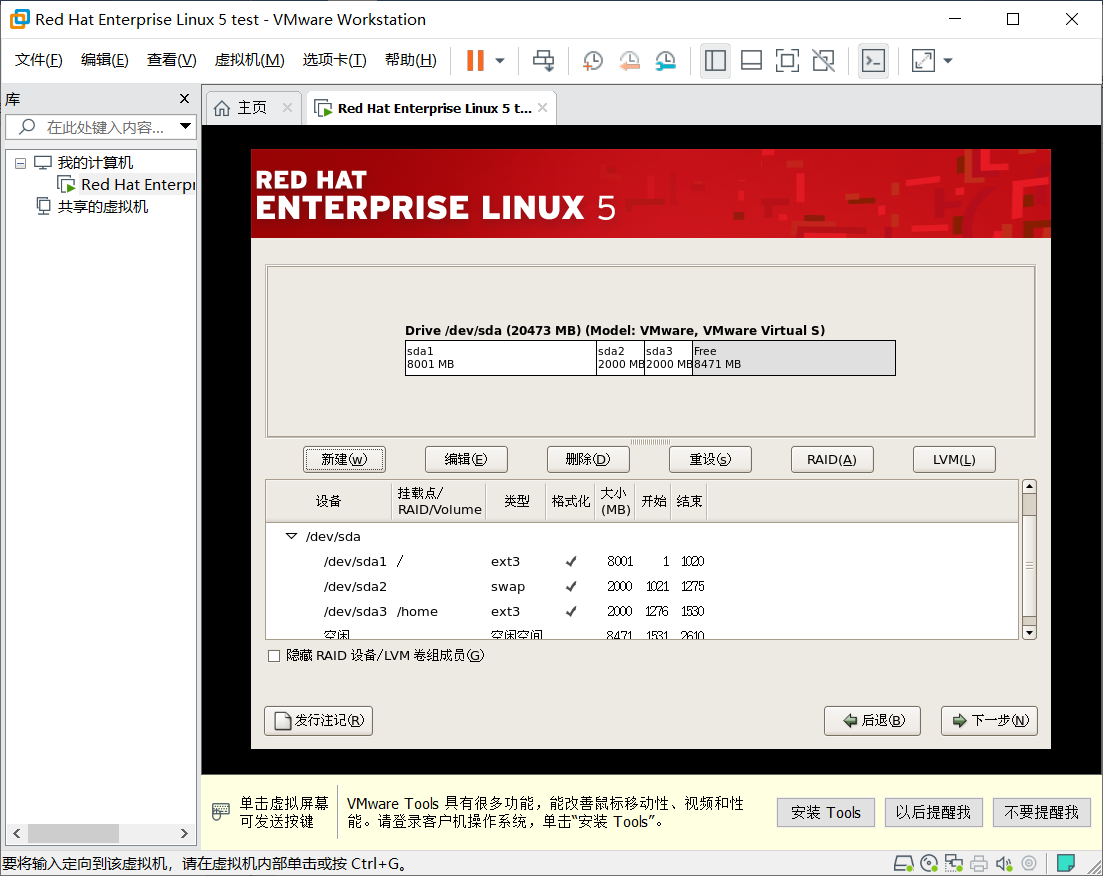 Red Hat Enterprise Linux 5 test - VMware Workstation
文件(F) 编辑(E) 查看(V) 虚拟机(M) 选项卡(T) 帮助(H)
库
在此处键入内容...
我的计算机
Red Hat Enterpr
共享的虚拟机
主页
Red Hat Enterprise Linux 5 t...
RED HAT
ENTERPRISE LINUX 5
Drive /dev/sda (20473 MB) (Model: VMware, VMware Virtual S)
sda1 sda2 sda3 Free
8001 MB 2000 MB 2000 MB 8471 MB
新建(W) 编辑(E) 删除(D) 重设(S) RAID(A) LVM(L)
设备 挂载点/ RAID/Volume 类型 格式化 大小 (MB) 开始 结束
/dev/sda
/dev/sda1 / ext3 8001 1 1020
/dev/sda2 swap 2000 1021 1275
/dev/sda3 /home ext3 2000 1276 1530
空闲 空闲空间 8471 1531 2610
隐藏 RAID 设备/LVM 卷组成员(G)
发行注记(R) 后退(B) 下一步(N)
单击虚拟屏幕
可发送按键
VMware Tools 具有很多功能，能改善鼠标移动性、视频和性
能。请登录客户机操作系统，单击“安装 Tools”。
安装 Tools 以后提醒我 不要提醒我
要将输入定向到该虚拟机，请在虚拟机内部单击或按 Ctrl+G。